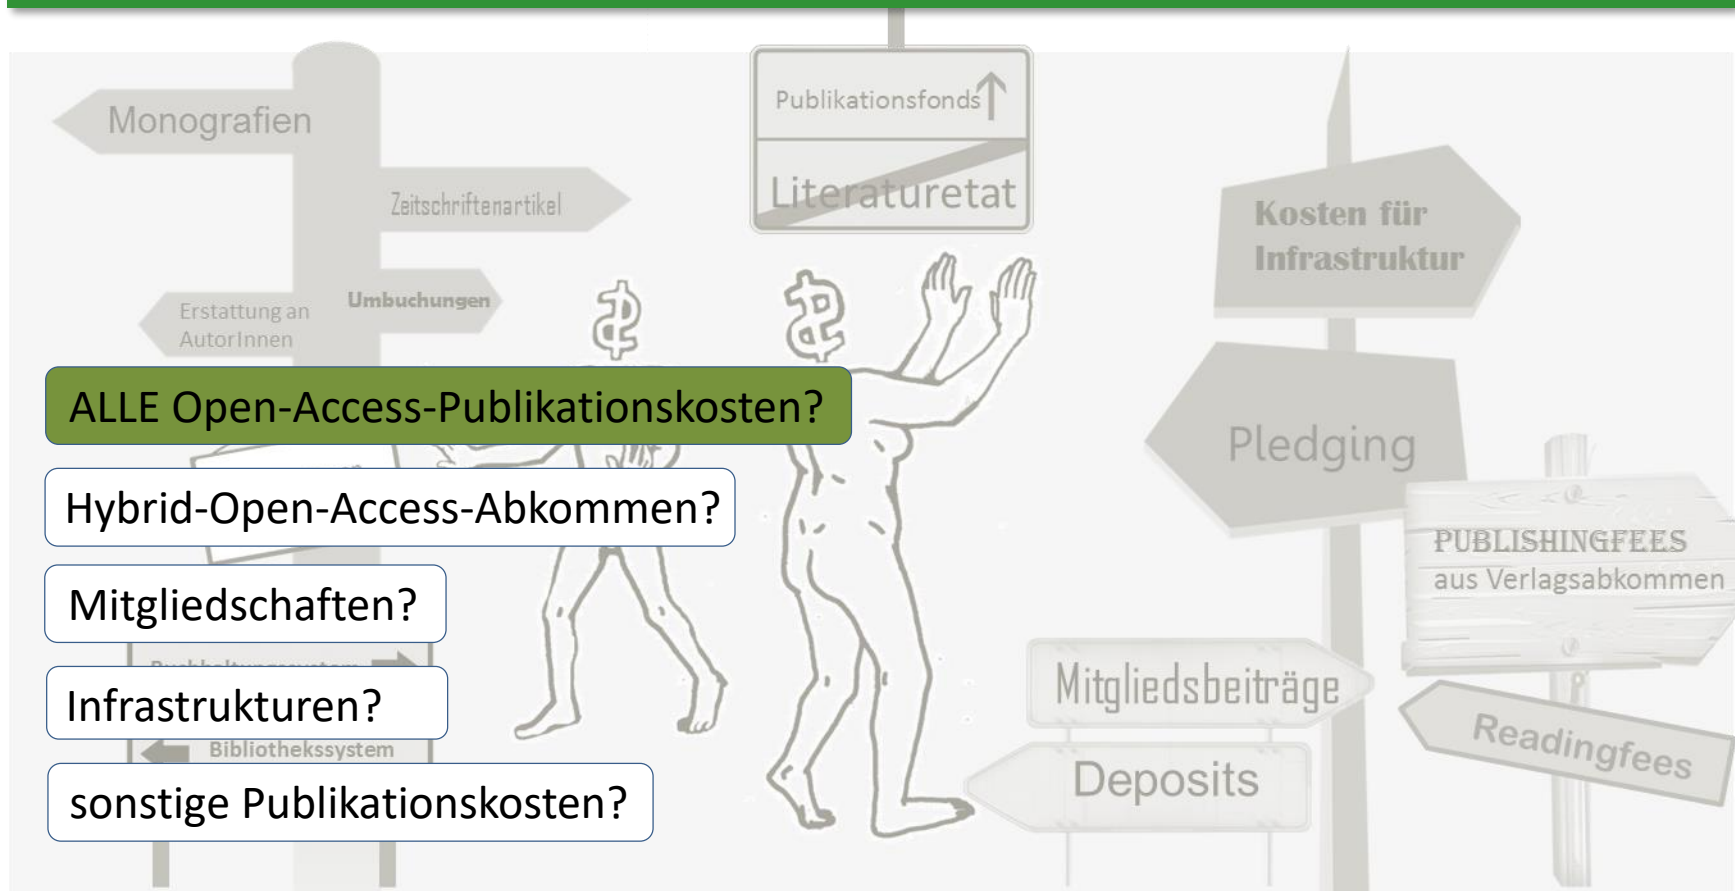 Monografien
Zeitschriftenartikel
Erstattung an
AutorInnen
Umbuchungen
Publikationsfonds
Literaturetat
Kosten für
Infrastruktur
Pledging
PUBLISHINGFEES
aus Verlagsabkommen
Mitgliedsbeiträge
Readingfees
Deposits
ALLE Open-Access-Publikationskosten?
Hybrid-Open-Access-Abkommen?
Mitgliedschaften?
Infrastrukturen?
Bibliothekssystem
sonstige Publikationskosten?